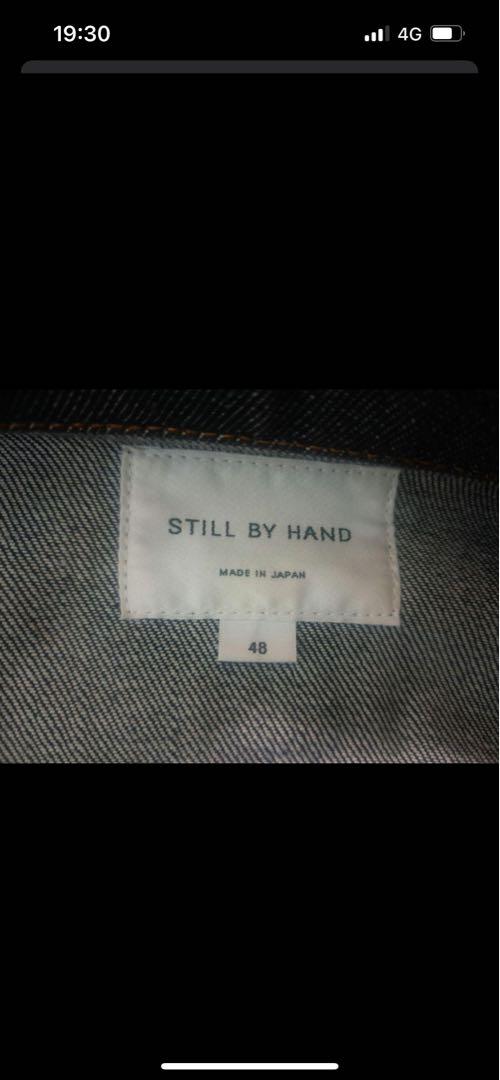 19:30
4G
STILL BY HAND
MADE IN JAPAN
48